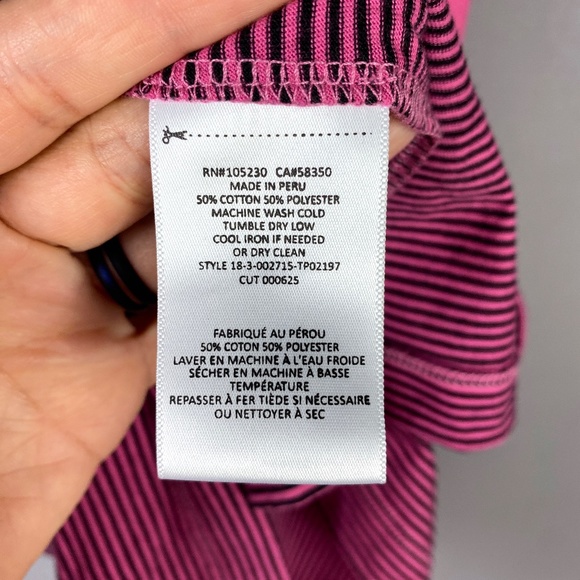 RN#105230 CA#58350
MADE IN PERU
50% COTTON 50% POLYESTER
MACHINE WASH COLD
TUMBLE DRY LOW
COOL IRON IF NEEDED
OR DRY CLEAN
STYLE 18-3-002715-TP02197
CUT 000625
FABRIQUÉ AU PÉROU
50% COTON 50% POLYESTER
LAVER EN MACHINE À L'EAU FROIDE
SÉCHER EN MACHINE À BASSE
TEMPÉRATURE
REPASSER À FER TIÈDE SI NÉCESSAIRE
OU NETTOYER À SEC